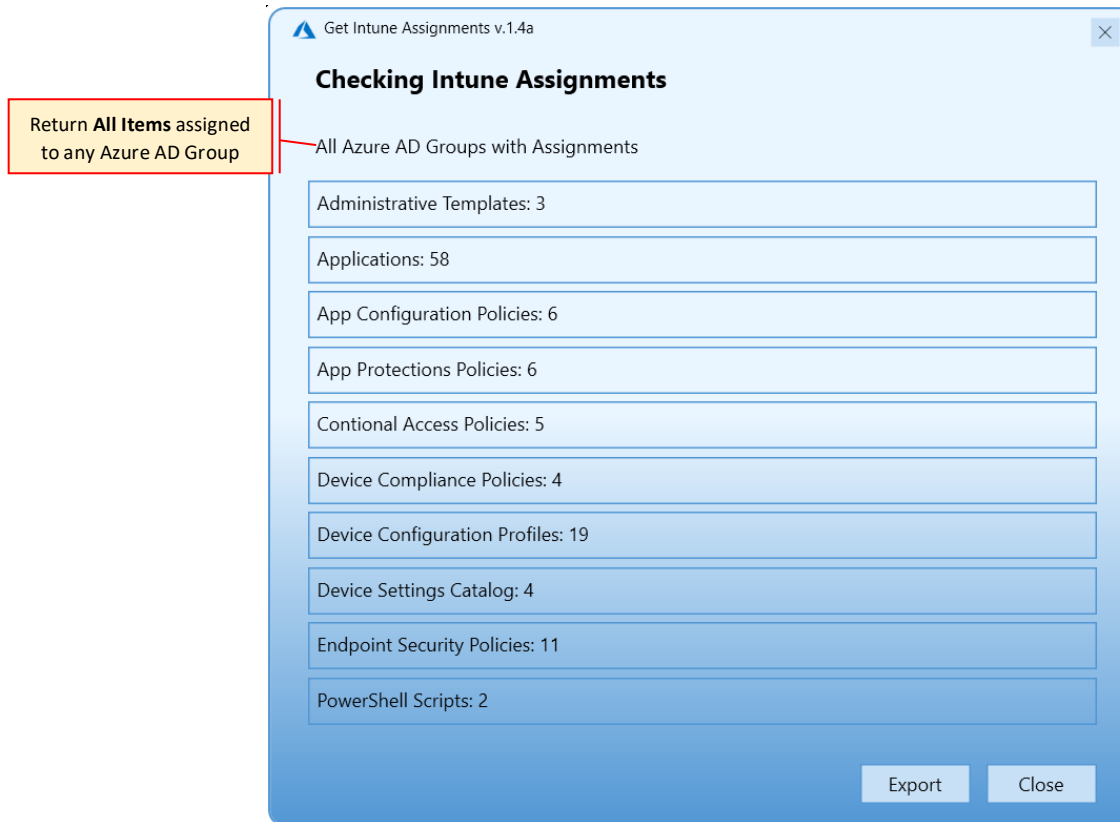 Get Intune Assignments v.1.4a
Checking Intune Assignments
Return All Items assigned
to any Azure AD Group
All Azure AD Groups with Assignments
Administrative Templates: 3
Applications: 58
App Configuration Policies: 6
App Protections Policies: 6
Contional Access Policies: 5
Device Compliance Policies: 4
Device Configuration Profiles: 19
Device Settings Catalog: 4
Endpoint Security Policies: 11
PowerShell Scripts: 2
Export
Close